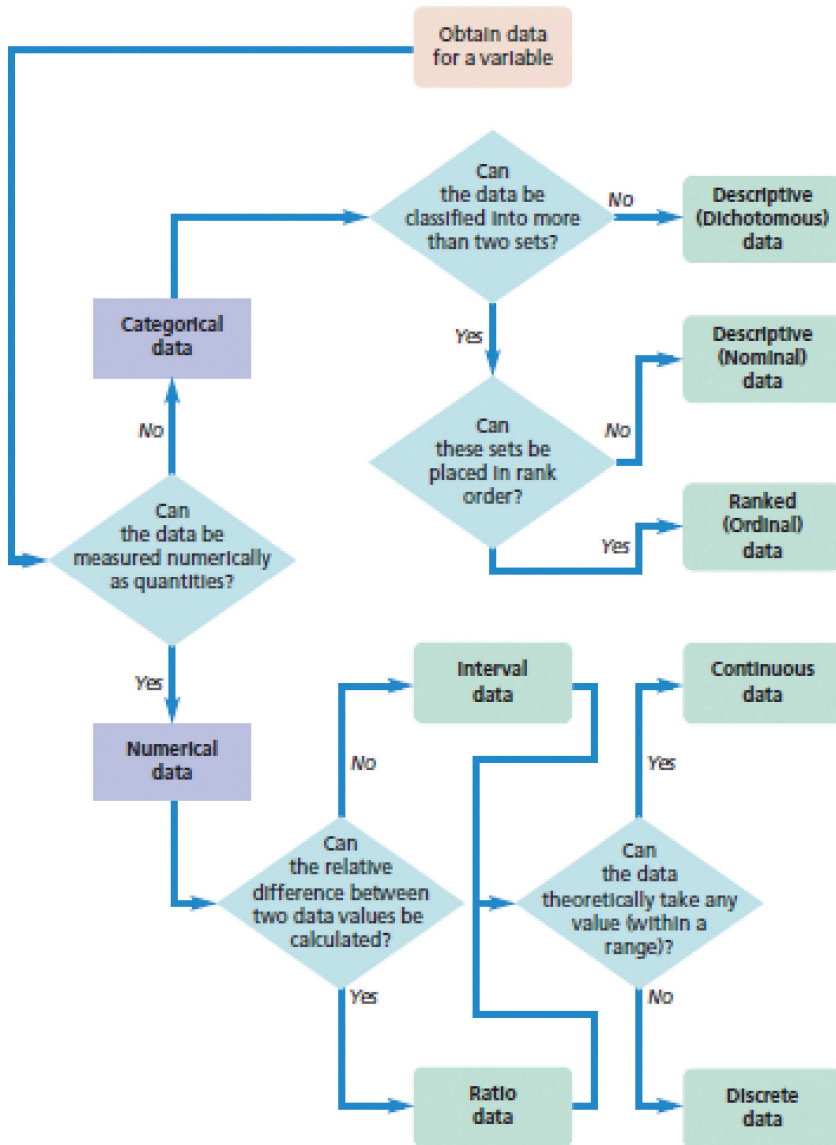 Obtain data
for a variable
Can
the data be
classified into more
than two sets?
No
Descriptive
(Dichotomous)
data
Categorical
data
Yes
Descriptive
(Nominal)
data
No
Can
these sets be
placed in rank
order?
No
Ranked
(Ordinal)
data
Yes
Can
the data be
measured numerically
as quantities?
Yes
Interval
data
Continuous
data
Numerical
data
No
Yes
Can
the relative
difference between
two data values be
calculated?
Can
the data
theoretically take any
value (within a
range)?
Yes
No
Ratio
data
Discrete
data